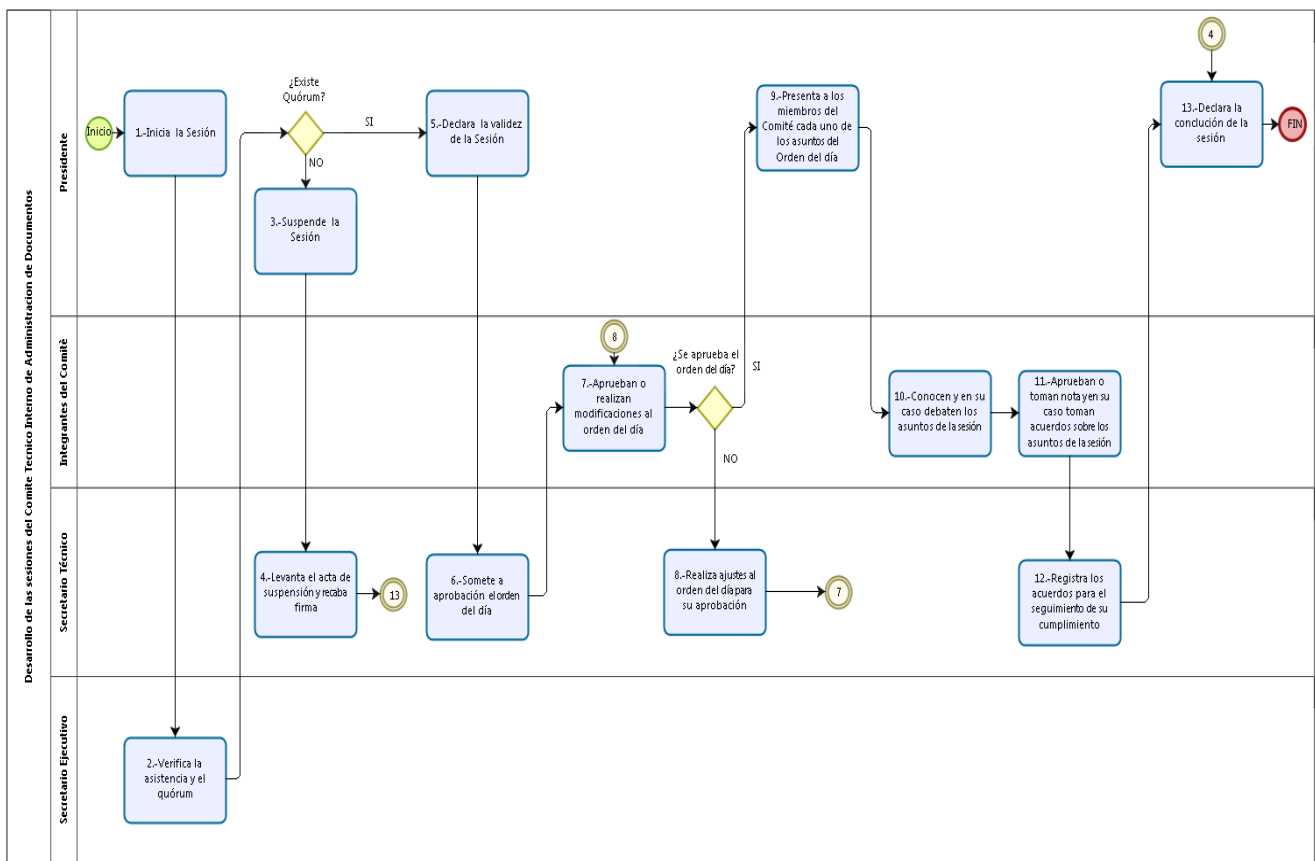 Desarrollo de las sesiones del Comite Tecnico Interno de Administracion de Documentos
Presidente
Inicio
1.-Inicia la Sesión
¿Existe
Quórum?
SI
NO
3.-Suspende la
Sesión
5.-Declara la validez
de la Sesión
9.-Presenta a los
miembros del
Comité cada uno de
los asuntos del
Orden del día
4
13.-Declara la
conclución de la
sesión
FIN
Integrantes del Comitè
8
7.-Aprueban o
realizan
modificaciones al
orden del día
¿Se aprueba el
orden del día?
SI
NO
10.-Conocen y en su
caso debaten los
asuntos de la sesión
11.-Aprueban o
toman nota y en su
caso toman
acuerdos sobre los
asuntos de la sesión
Secretario Técnico
4.-Levanta el acta de
suspensión y recaba
firma
13
6.-Somete a
aprobación el orden
del día
8.-Realiza ajustes al
orden del día para
su aprobación
7
12.-Registra los
acuerdos para el
seguimiento de su
cumplimiento
Secretario Ejecutivo
2.-Verifica la
asistencia y el
quórum